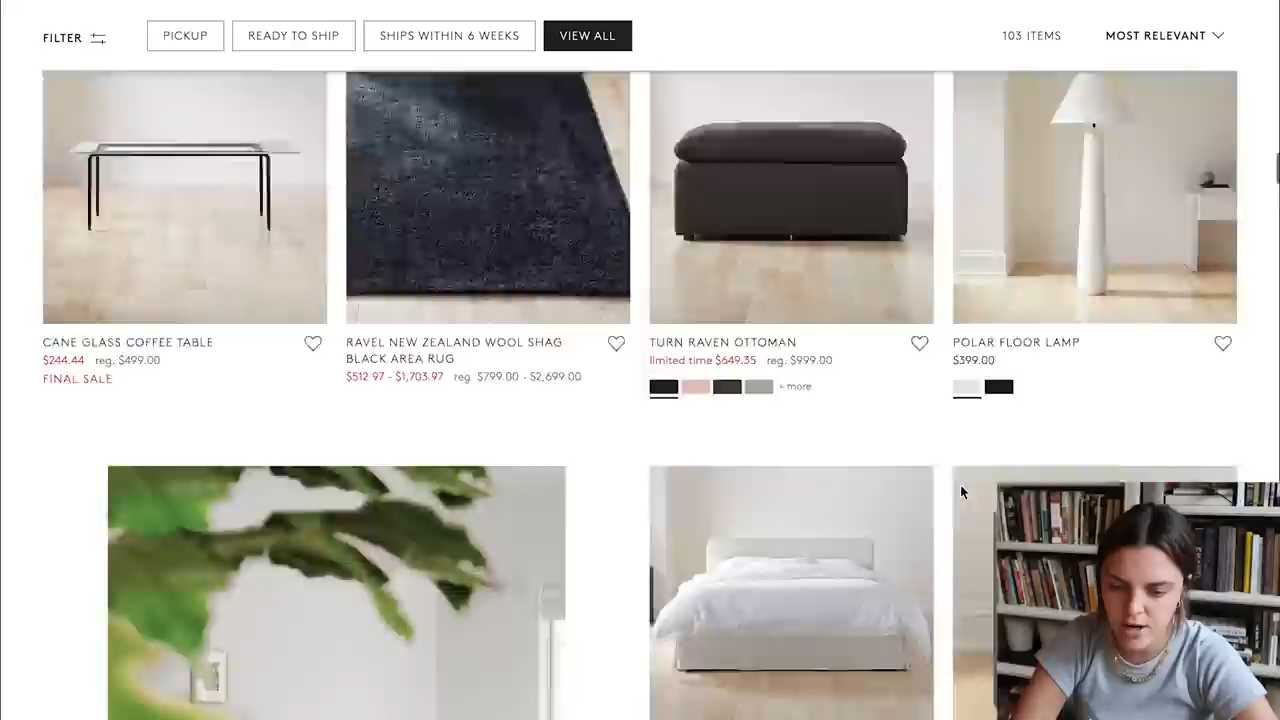 FILTER
PICKUP
READY TO SHIP
SHIPS WITHIN 6 WEEKS
VIEW ALL
103 ITEMS
MOST RELEVANT
CANE GLASS COFFEE TABLE
$244.44 reg. $499.00
FINAL SALE
RAVEL NEW ZEALAND WOOL SHAG
BLACK AREA RUG
$512.97 - $1,703.97 reg. $799.00 - $2,699.00
TURN RAVEN OTTOMAN
limited time $649.35 reg. $999.00
+ more
POLAR FLOOR LAMP
$399.00